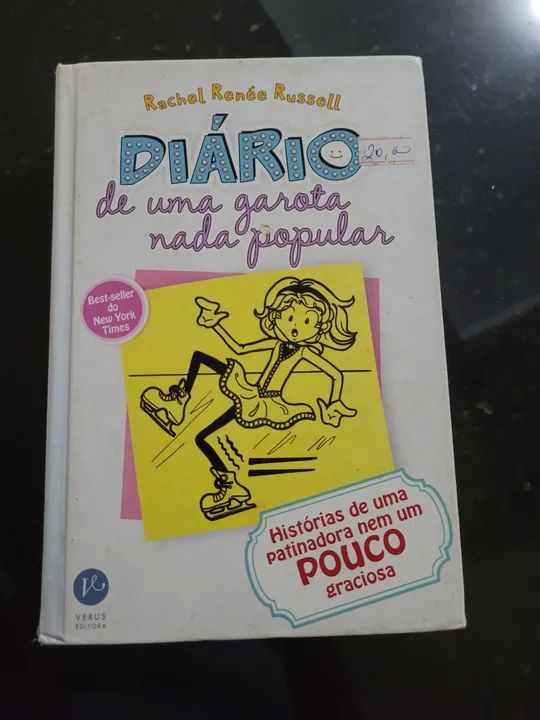 Rachel Renée Russell
DIÁRIO
20,00
de uma garota
nada popular
Best-seller
do
New York
Times
Histórias de uma
patinadora nem um
POUCO
graciosa
VERUS
EDITORA